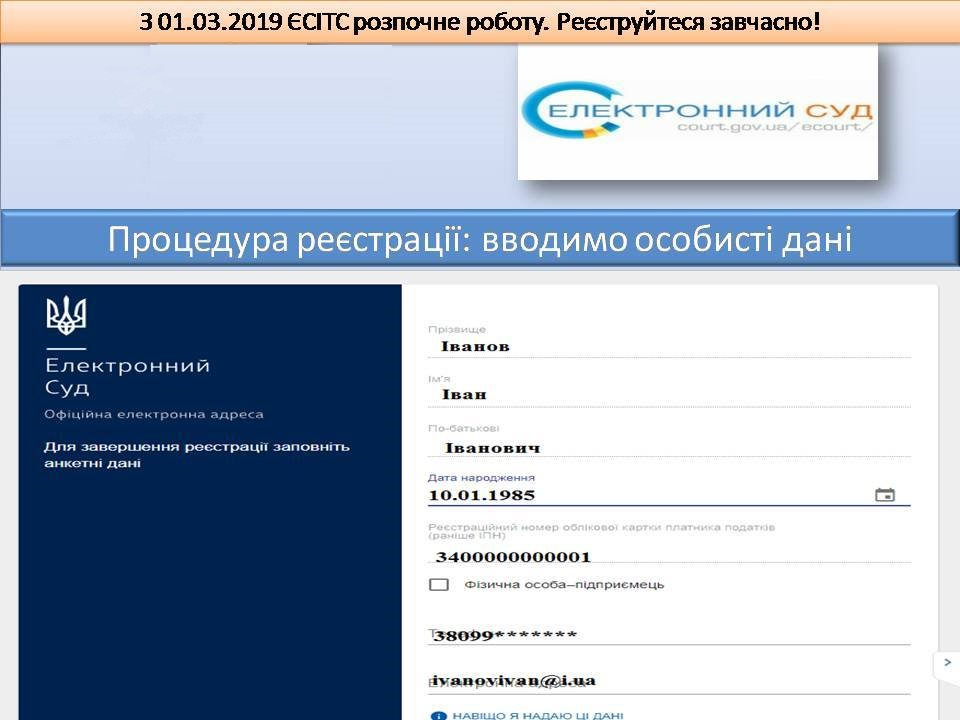 З 01.03.2019 ЄСІТС розпочне роботу. Реєструйтеся завчасно!
ЕЛЕКТРОННИЙ СУД
court.gov.ua/ecourt/
Процедура реєстрації: вводимо особисті дані
Електронний
Суд
Офіційна електронна адреса
Для завершення реєстрації заповніть
анкетні дані
Прізвище
Іванов
Ім'я
Іван
По-батькові
Іванович
Дата народження
10.01.1985
Реєстраційний номер облікової картки платника податків
(раніше ІПН)
3400000000001
Фізична особа–підприємець
38099*******
ivanovivan@i.ua
НАВІЩО Я НАДАЮ ЦІ ДАНІ